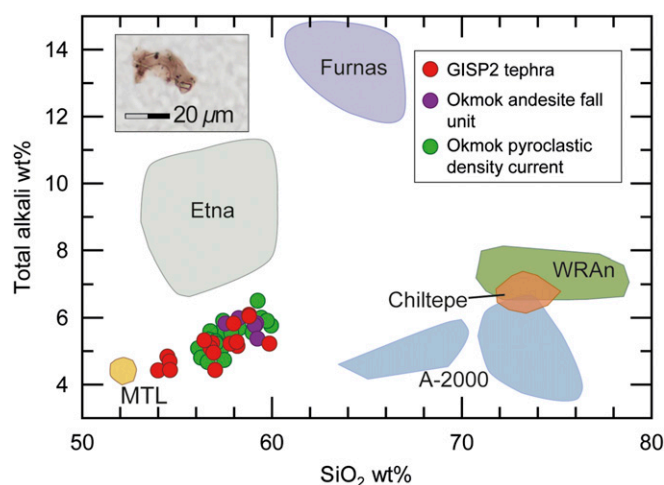 Total alkali wt%
14
12
10
8
6
4
20 µm
Furnas
GISP2 tephra
Okmok andesite fall
unit
Okmok pyroclastic
density current
Etna
WRAn
Chiltepe
A-2000
MTL
50
60
70
80
SiO₂ wt%